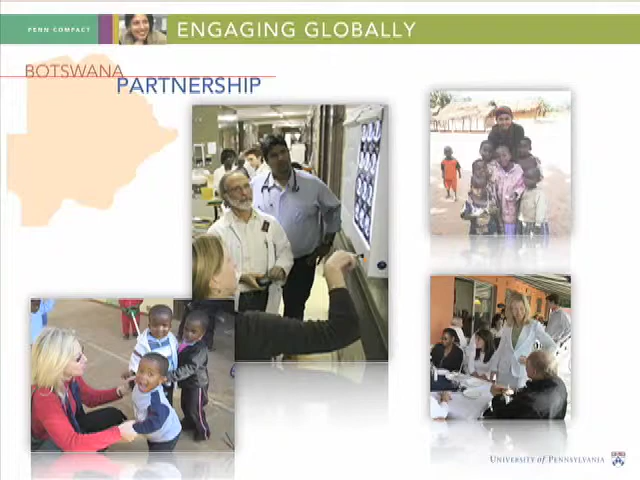 PENN COMPACT
ENGAGING GLOBALLY
BOTSWANA
PARTNERSHIP
UNIVERSITY of PENNSYLVANIA